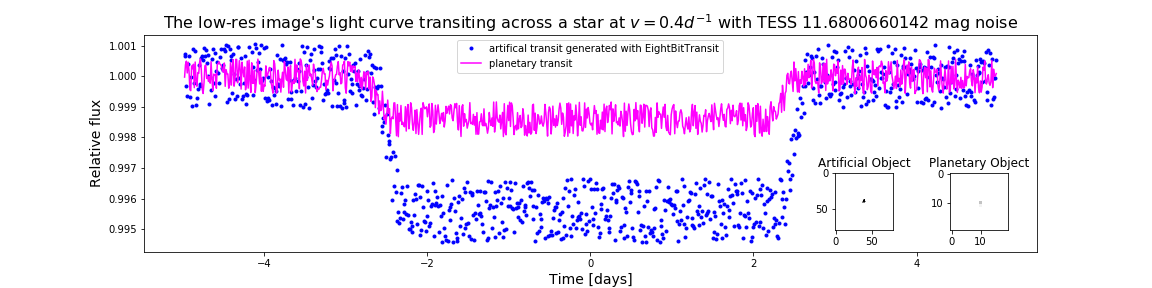 The low-res image's light curve transiting across a star at v = 0.4d⁻¹ with TESS 11.6800660142 mag noise
artifical transit generated with EightBitTransit
planetary transit
Relative flux
1.001
1.000
0.999
0.998
0.997
0.996
0.995
Artificial Object
0
50
0 50
Planetary Object
0
10
0 10
−4 −2 0 2 4
Time [days]